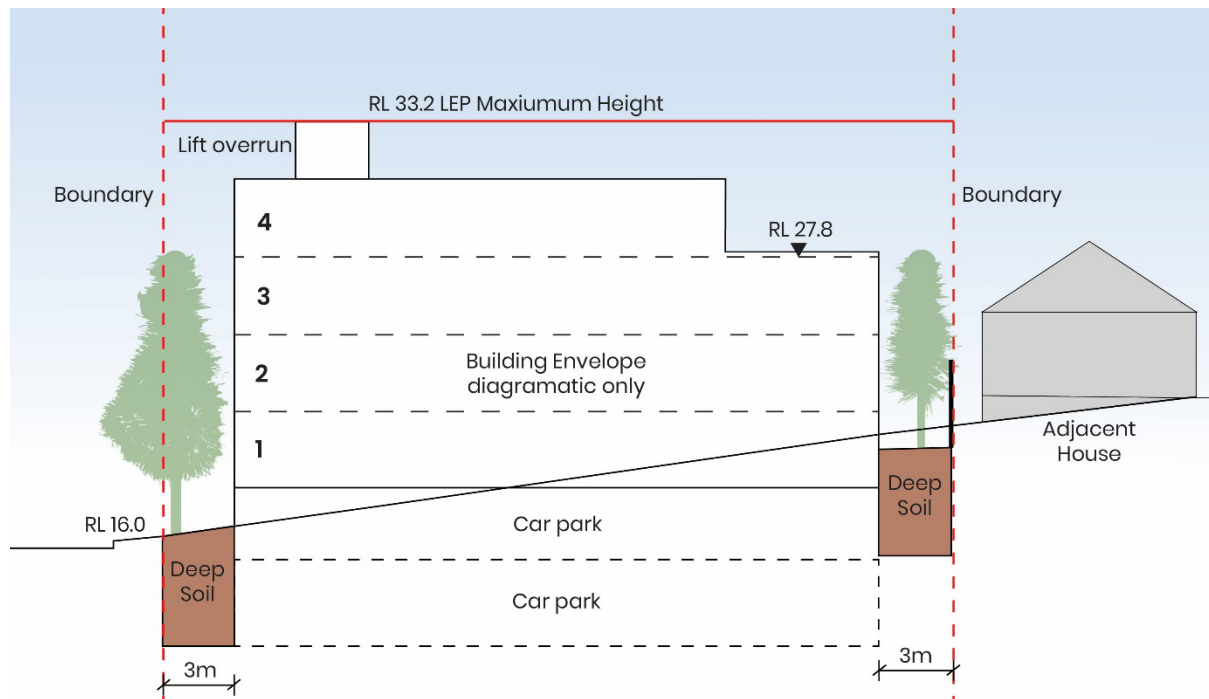 RL 33.2 LEP Maxiumum Height
Lift overrun
Boundary
Boundary
4
RL 27.8
3
2
Building Envelope
diagramatic only
1
Adjacent
House
RL 16.0
Deep
Soil
Car park
Deep
Soil
Car park
3m
3m